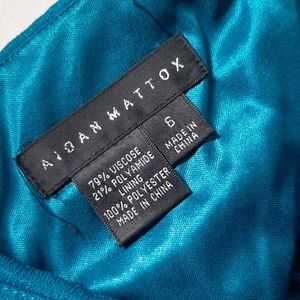 AIDAN MATTOX
6
MADE IN
CHINA
79% VISCOSE
21% POLYAMIDE
LINING
100% POLYESTER
MADE IN CHINA